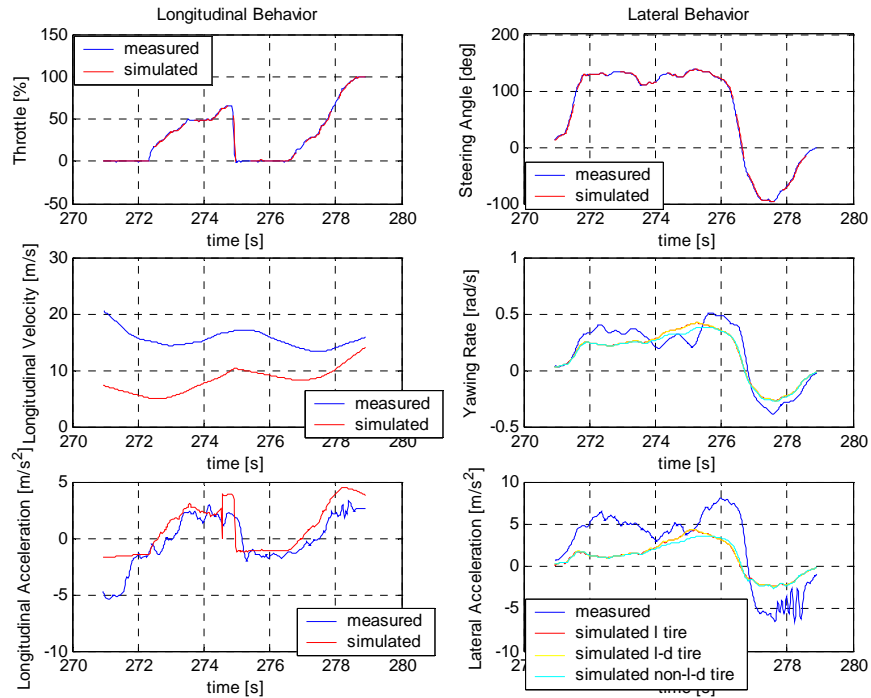 Longitudinal Behavior
Lateral Behavior
150
100
50
0
-50
Throttle [%]
measured
simulated
270 272 274 276 278 280
time [s]
200
100
0
-100
Steering Angle [deg]
measured
simulated
270 272 274 276 278 280
time [s]
30
20
10
0
Longitudinal Velocity [m/s]
measured
simulated
270 272 274 276 278 280
time [s]
1
0.5
0
-0.5
Yawing Rate [rad/s]
270 272 274 276 278 280
time [s]
5
0
-5
-10
Longitudinal Acceleration [m/s²]
measured
simulated
270 272 274 276 278 280
time [s]
10
5
0
-5
-10
Lateral Acceleration [m/s²]
measured
simulated l tire
simulated l-d tire
simulated non-l-d tire
270 272 274 276 278 280
time [s]